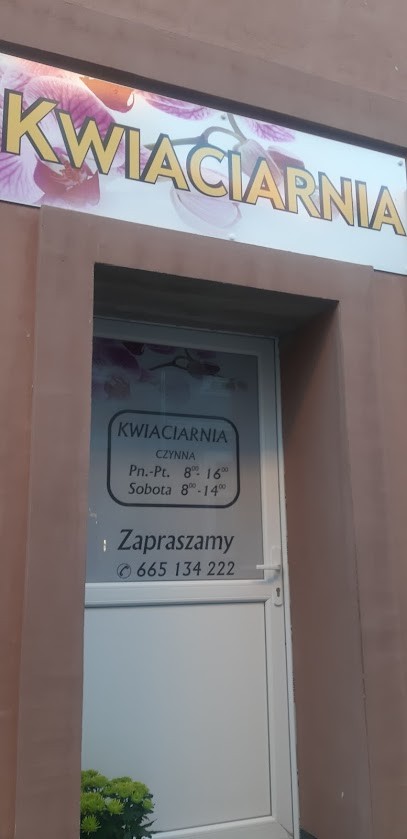 KWIACIARNIA
KWIACIARNIA
CZYNNA
Pn.-Pt. 8⁰⁰-16⁰⁰
Sobota 8⁰⁰-14⁰⁰
Zapraszamy
✆ 665 134 222